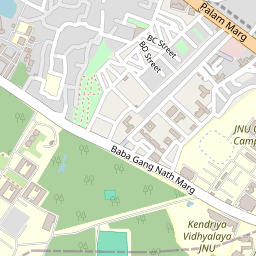 Palam Marg
BC Street
BD Street
JNU
Camp
Baba Gang Nath Marg
Kendriya
Vidhyalaya
JNU